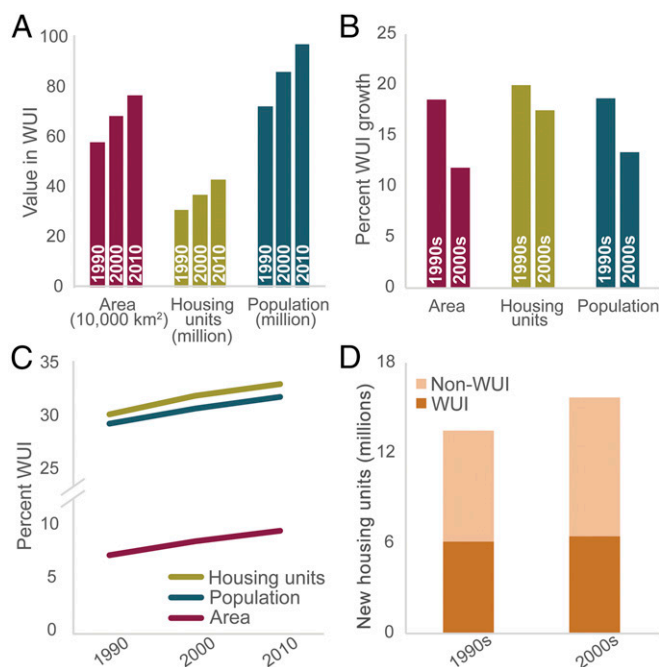 A
Value in WUI
100
80
60
40
20
0
1990
2000
2010
1990
2000
2010
1990
2000
2010
Area
(10,000 km²)
Housing
units
(million)
Population
(million)
B
Percent WUI growth
25
20
15
10
5
0
1990s
2000s
1990s
2000s
1990s
2000s
Area
Housing
units
Population
C
Percent WUI
35
30
25
10
5
0
Housing units
Population
Area
1990
2000
2010
D
New housing units (millions)
18
12
6
0
Non-WUI
WUI
1990s
2000s